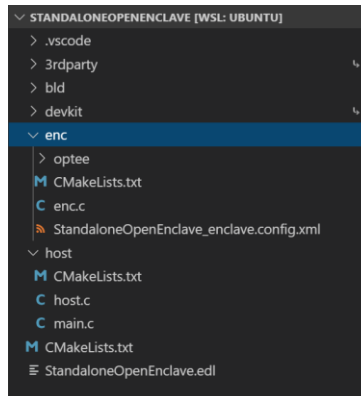 STANDALONEOPENENCLAVE [WSL: UBUNTU]
.vscode
3rdparty
bld
devkit
enc
optee
M CMakeLists.txt
C enc.c
StandaloneOpenEnclave_enclave.config.xml
host
M CMakeLists.txt
C host.c
C main.c
M CMakeLists.txt
StandaloneOpenEnclave.edl